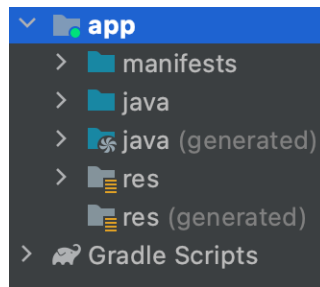 app
manifests
java
java (generated)
res
res (generated)
Gradle Scripts